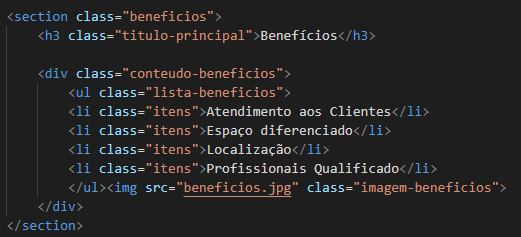 <section class="beneficios">
    <h3 class="titulo-principal">Benefícios</h3>

    <div class="conteudo-beneficios">
        <ul class="lista-beneficios">
        <li class="itens">Atendimento aos Clientes</li>
        <li class="itens">Espaço diferenciado</li>
        <li class="itens">Localização</li>
        <li class="itens">Profissionais Qualificado</li>
        </ul><img src="beneficios.jpg" class="imagem-beneficios">
    </div>
</section>